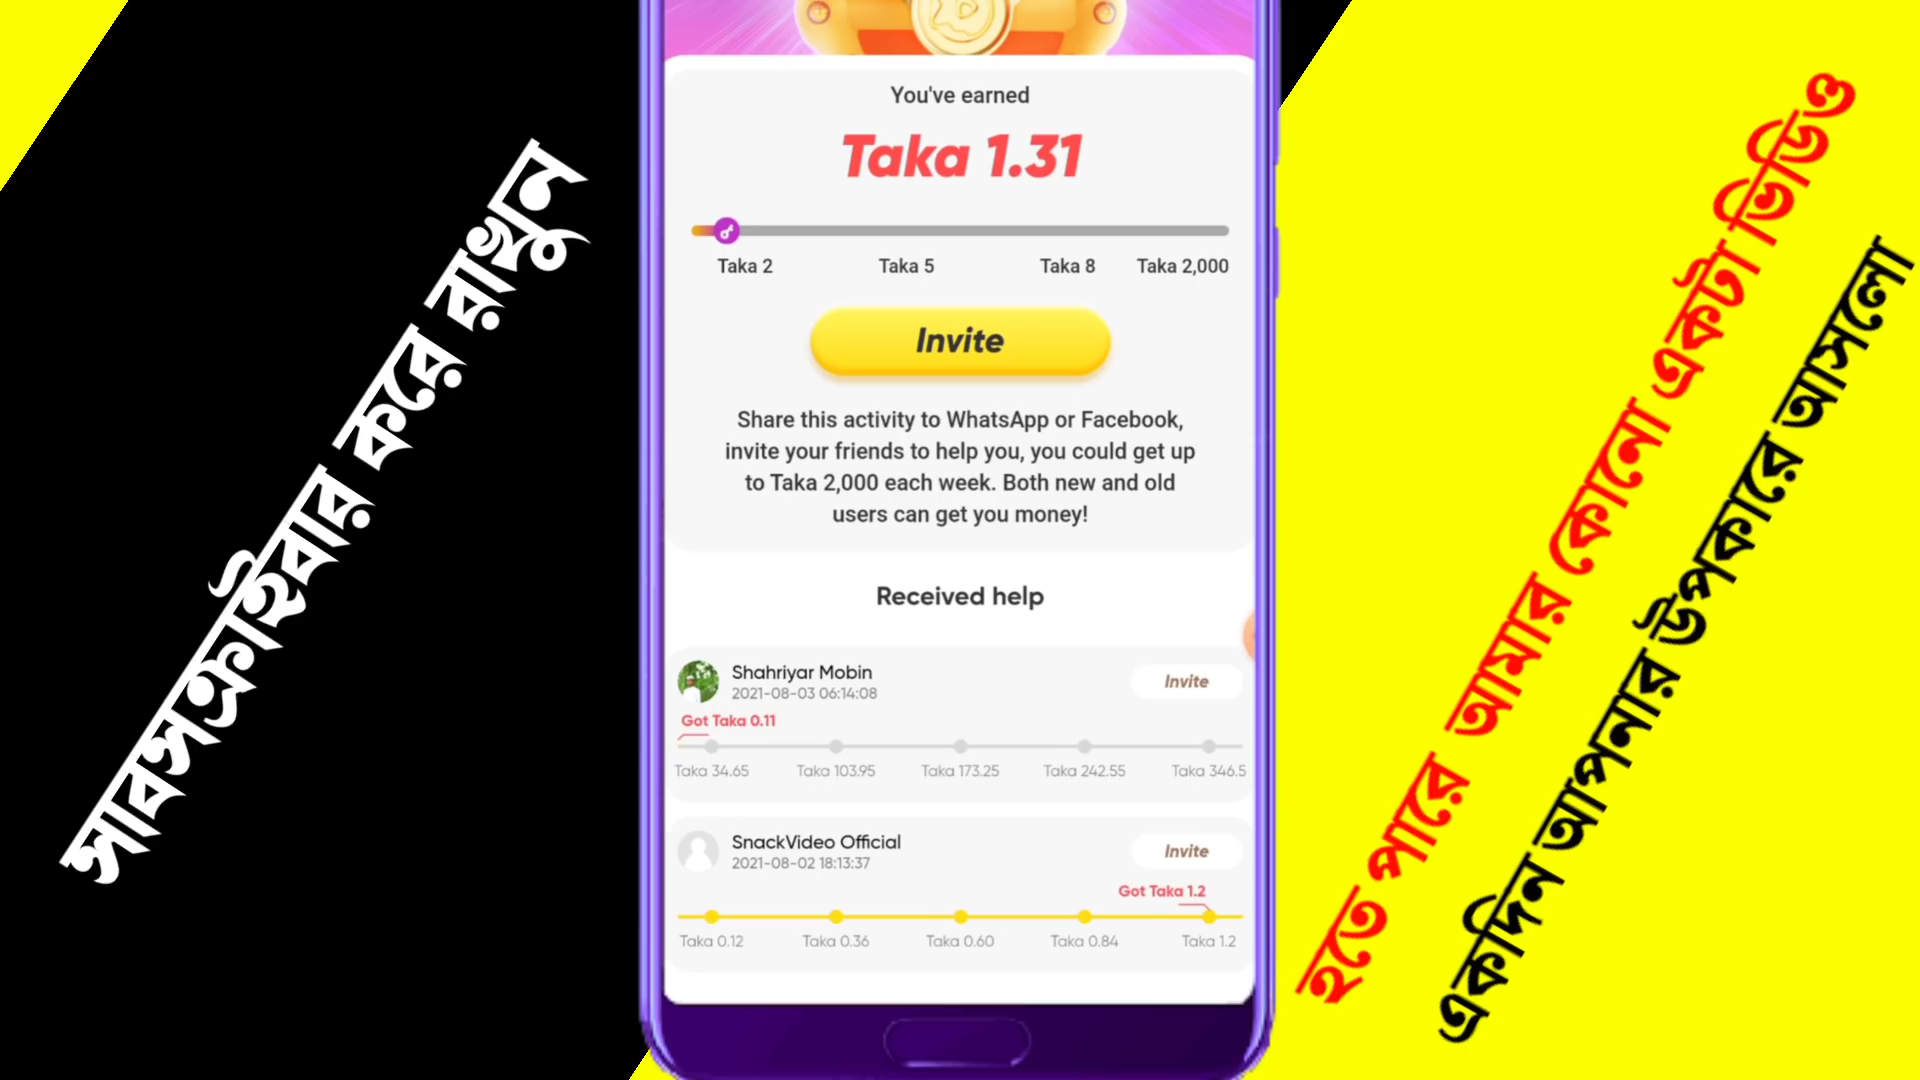 সাবসস্ক্রাইবার করে রাখুন
You've earned
Taka 1.31
Taka 2 Taka 5 Taka 8 Taka 2,000
Invite
Share this activity to WhatsApp or Facebook,
invite your friends to help you, you could get up
to Taka 2,000 each week. Both new and old
users can get you money!
Received help
Shahriyar Mobin
2021-08-03 06:14:08
Invite
Got Taka 0.11
Taka 34.65 Taka 103.95 Taka 173.25 Taka 242.55 Taka 346.5
SnackVideo Official
2021-08-02 18:13:37
Invite
Got Taka 1.2
Taka 0.12 Taka 0.36 Taka 0.60 Taka 0.84 Taka 1.2
হতে পারে আমার কোনো একটা ভিডিও
একদিন আপনার উপকারে আসলো